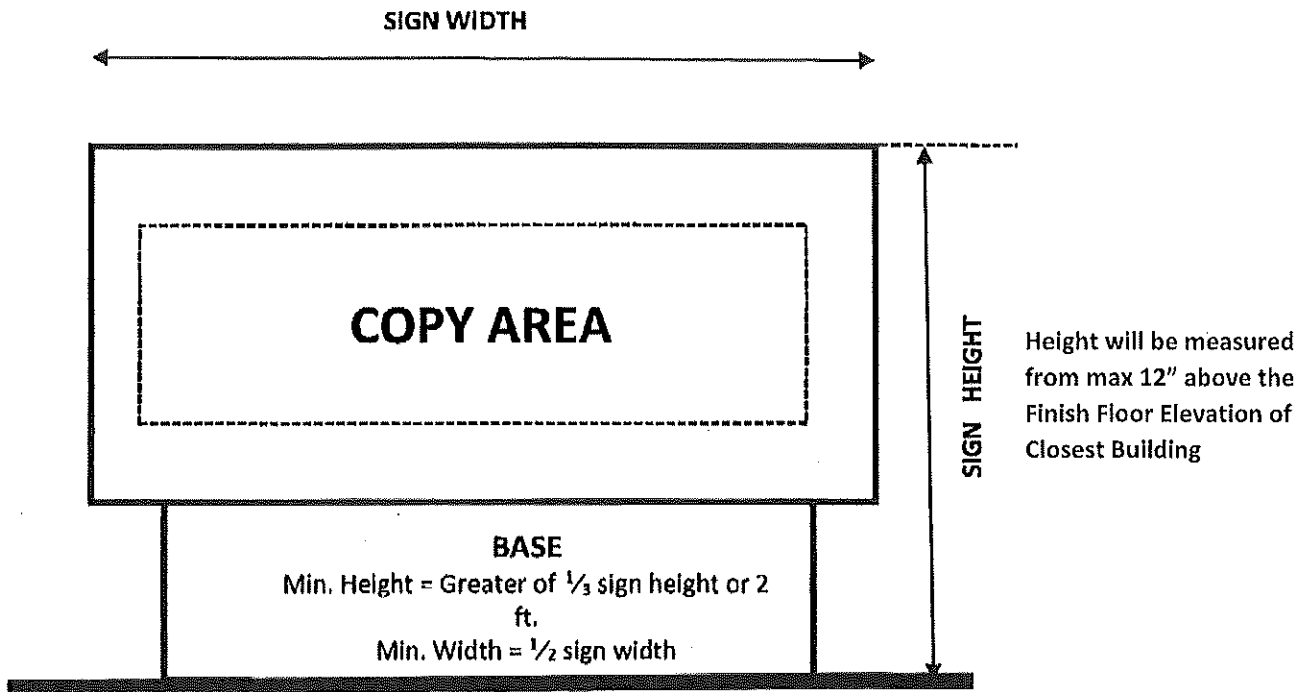 SIGN WIDTH
COPY AREA
SIGN HEIGHT
Height will be measured
from max 12" above the
Finish Floor Elevation of
Closest Building
BASE
Min. Height = Greater of ⅓ sign height or 2
ft.
Min. Width = ½ sign width